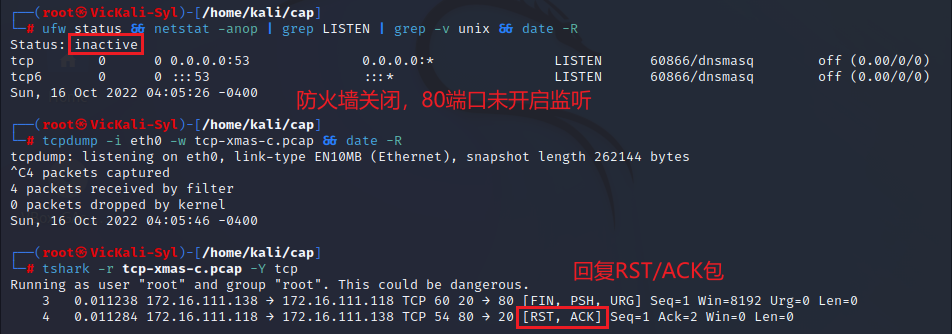 ┌──(root㉿VicKali-Syl)-[/home/kali/cap]
└─# ufw status && netstat -anop | grep LISTEN | grep -v unix && date -R
Status: inactive
tcp 0 0 0.0.0.0:53 0.0.0.0:* LISTEN 60866/dnsmasq off (0.00/0/0)
tcp6 0 0 :::53 :::* LISTEN 60866/dnsmasq off (0.00/0/0)
Sun, 16 Oct 2022 04:05:26 -0400
防火墙关闭，80端口未开启监听
┌──(root㉿VicKali-Syl)-[/home/kali/cap]
└─# tcpdump -i eth0 -w tcp-xmas-c.pcap && date -R
tcpdump: listening on eth0, link-type EN10MB (Ethernet), snapshot length 262144 bytes
^C4 packets captured
4 packets received by filter
0 packets dropped by kernel
Sun, 16 Oct 2022 04:05:46 -0400
┌──(root㉿VicKali-Syl)-[/home/kali/cap]
└─# tshark -r tcp-xmas-c.pcap -Y tcp
回复RST/ACK包
Running as user "root" and group "root". This could be dangerous.
3 0.011238 172.16.111.138 → 172.16.111.118 TCP 60 20 → 80 [FIN, PSH, URG] Seq=1 Win=8192 Urg=0 Len=0
4 0.011284 172.16.111.118 → 172.16.111.138 TCP 54 80 → 20 [RST, ACK] Seq=1 Ack=2 Win=0 Len=0